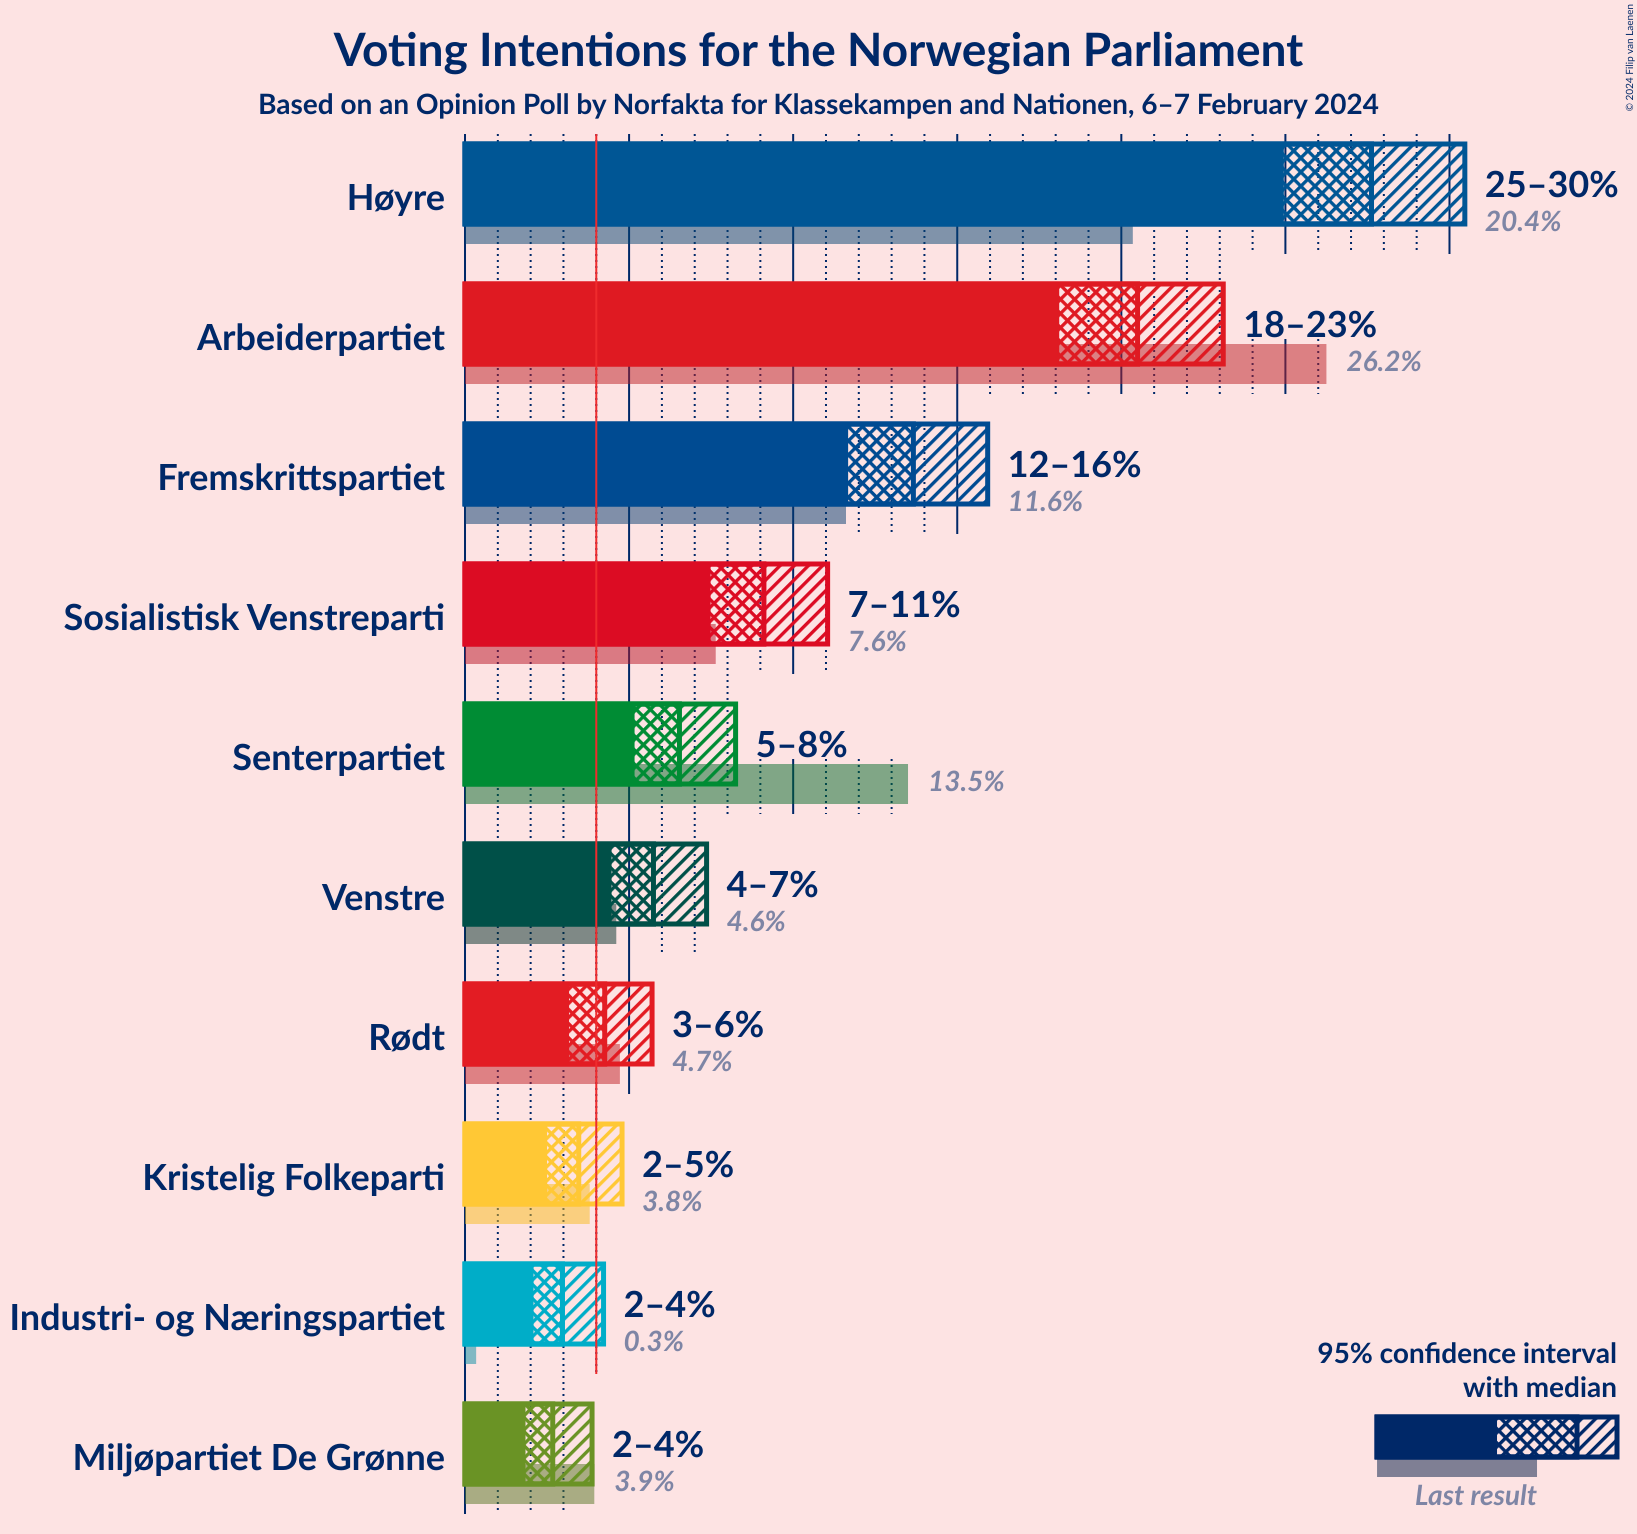 Voting Intentions for the Norwegian Parliament
Based on an Opinion Poll by Norfakta for Klassekampen and Nationen, 6–7 February 2024
© 2024 Filip van Laenen
Høyre
25–30%
20.4%
Arbeiderpartiet
18–23%
26.2%
Fremskrittspartiet
12–16%
11.6%
Sosialistisk Venstreparti
7–11%
7.6%
Senterpartiet
5–8%
13.5%
Venstre
4–7%
4.6%
Rødt
3–6%
4.7%
Kristelig Folkeparti
2–5%
3.8%
Industri- og Næringspartiet
2–4%
0.3%
Miljøpartiet De Grønne
2–4%
3.9%
95% confidence interval
with median
Last result